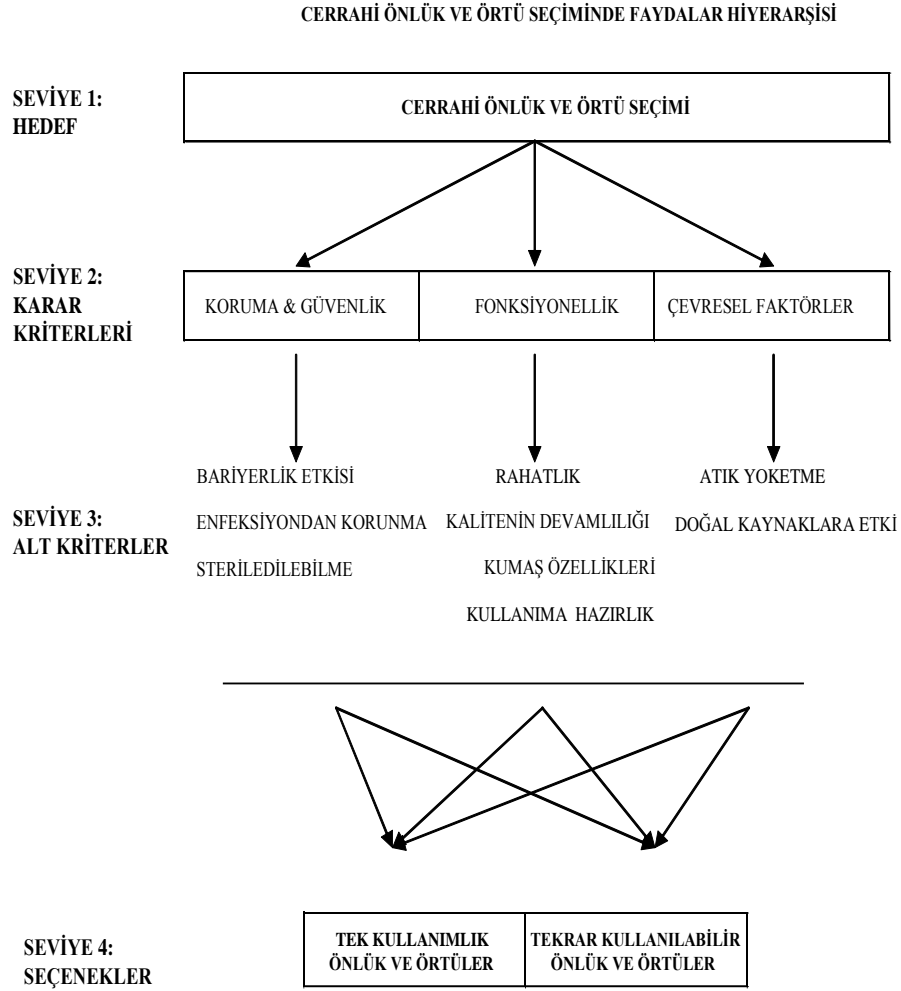 CERRAHİ ÖNLÜK VE ÖRTÜ SEÇİMİNDE FAYDALAR HİYERARŞİSİ
SEVİYE 1:
HEDEF
CERRAHİ ÖNLÜK VE ÖRTÜ SEÇİMİ
SEVİYE 2:
KARAR
KRİTERLERİ
KORUMA & GÜVENLİK
FONKSİYONELLİK
ÇEVRESEL FAKTÖRLER
SEVİYE 3:
ALT KRİTERLER
BARİYERLİK ETKİSİ
ENFEKSİYONDAN KORUNMA
STERİLEDİLEBİLME
RAHATLIK
KALİTENİN DEVAMLILIĞI
KUMAŞ ÖZELLİKLERİ
KULLANIMA HAZIRLIK
ATIK YOKETME
DOĞAL KAYNAKLARA ETKİ
SEVİYE 4:
SEÇENEKLER
TEK KULLANIMLIK
ÖNLÜK VE ÖRTÜLER
TEKRAR KULLANILABİLİR
ÖNLÜK VE ÖRTÜLER